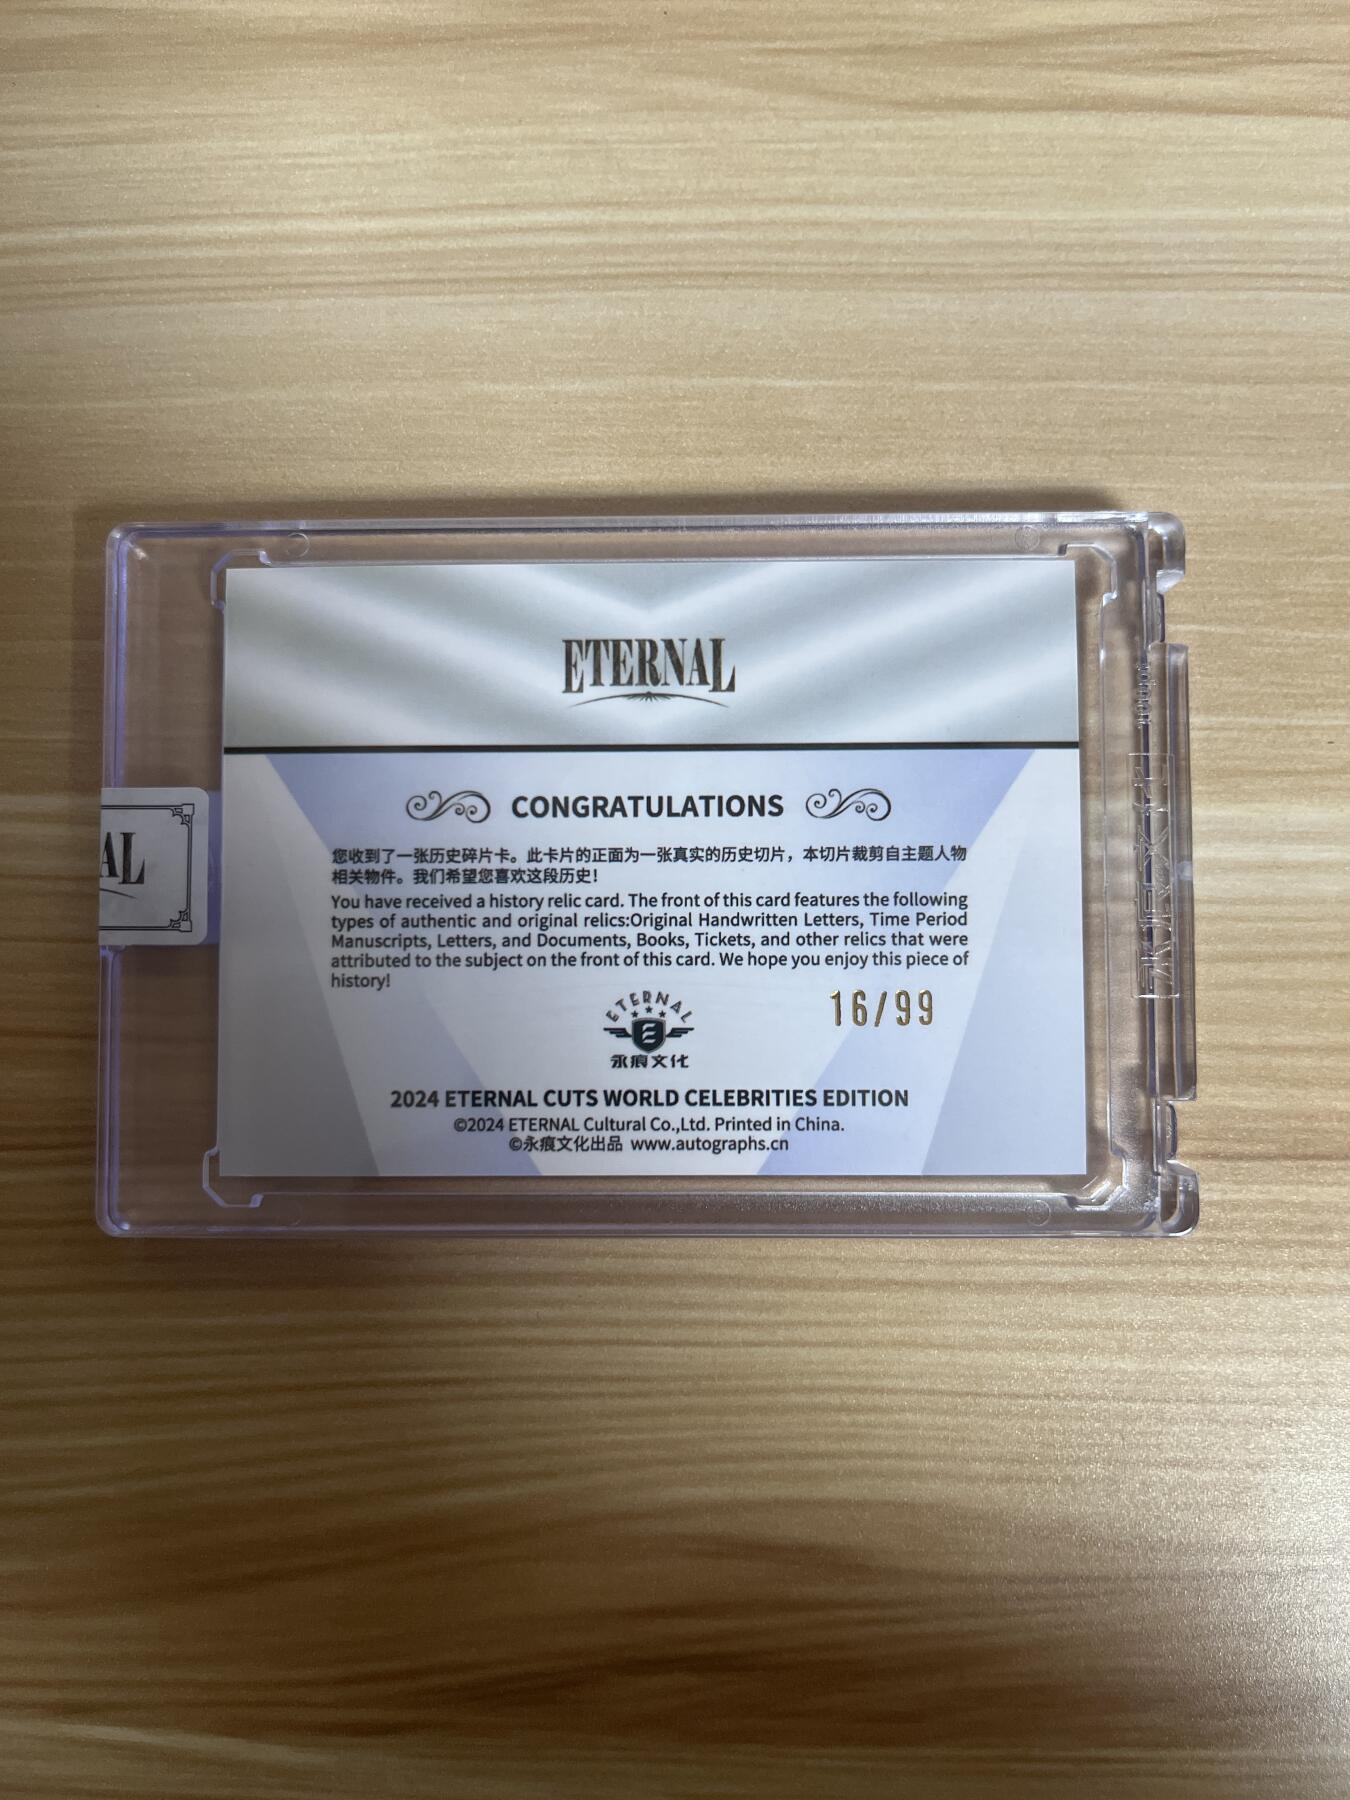 ETERNAL
CONGRATULATIONS
您收到了一张历史碎片卡。此卡片的正面为一张真实的历史切片，本切片裁剪自主题人物
相关物件。我们希望您喜欢这段历史！
You have received a history relic card. The front of this card features the following
types of authentic and original relics:Original Handwritten Letters, Time Period
Manuscripts, Letters, and Documents, Books, Tickets, and other relics that were
attributed to the subject on the front of this card. We hope you enjoy this piece of
history!
16/99
ETERNAL
E
永痕文化
2024 ETERNAL CUTS WORLD CELEBRITIES EDITION
©2024 ETERNAL Cultural Co.,Ltd. Printed in China.
©永痕文化出品 www.autographs.cn
AL
永痕文化